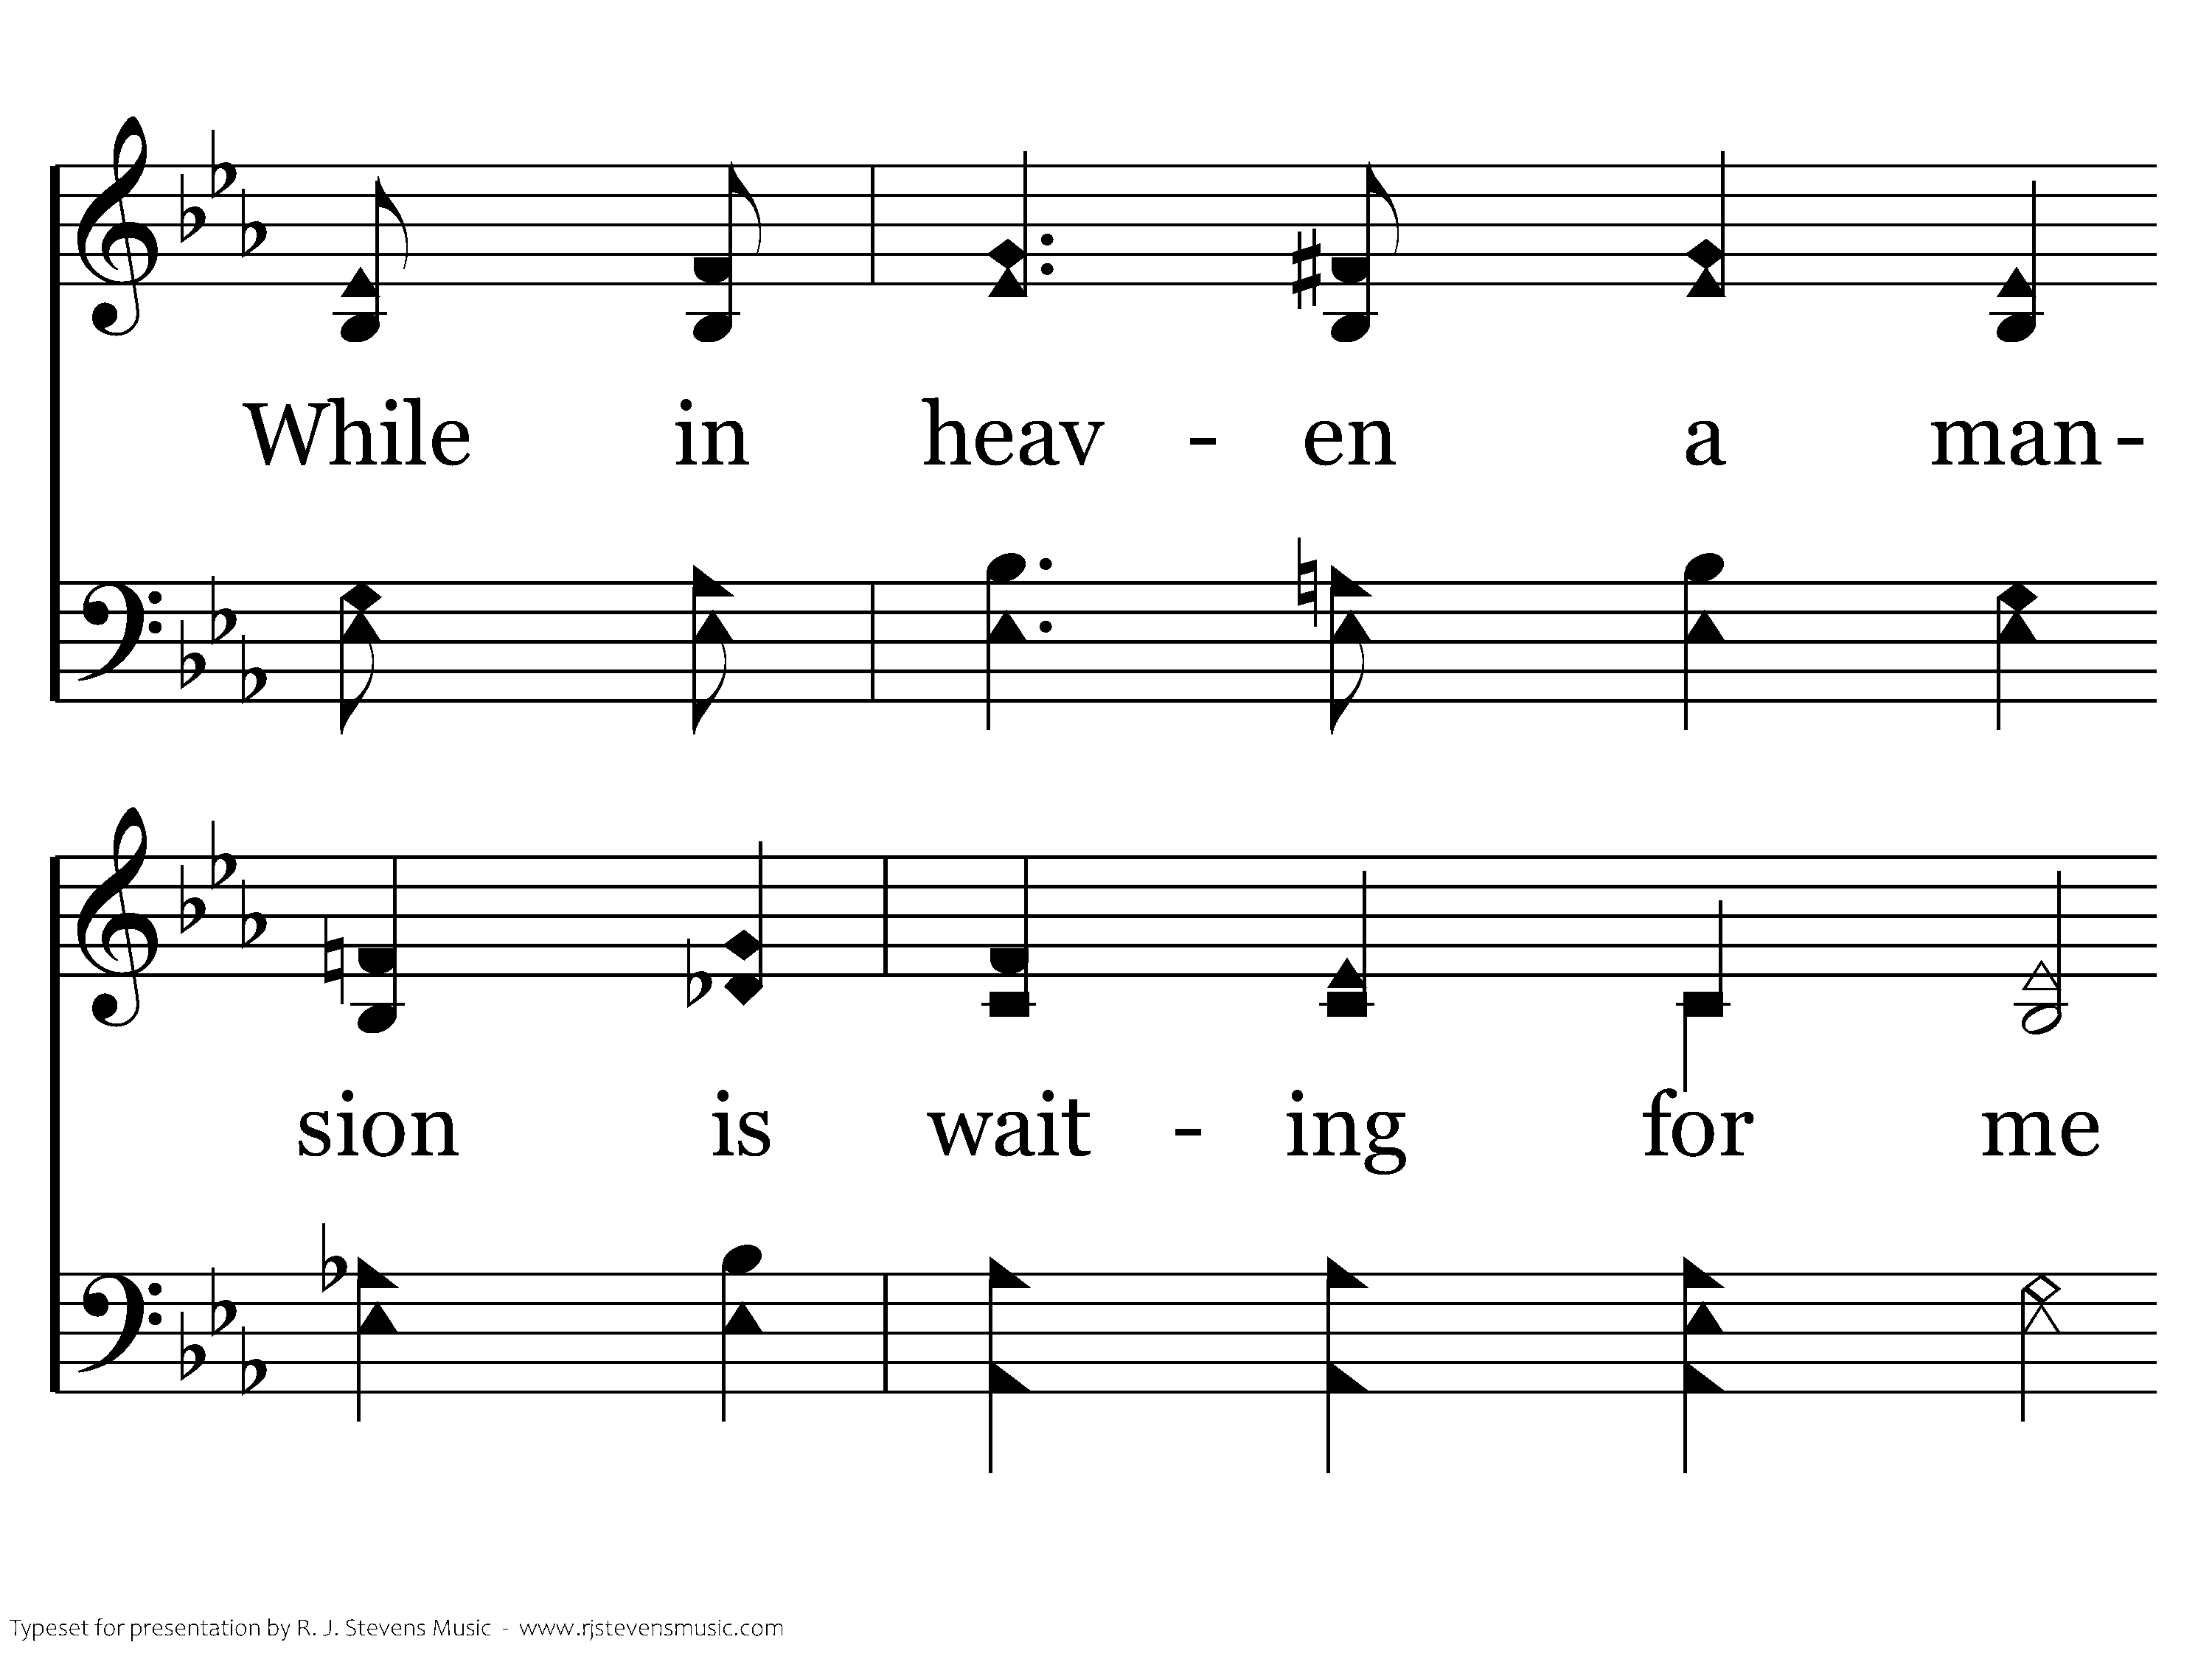 While in heav - en a man -
sion is wait - ing for me
Typeset for presentation by R. J. Stevens Music - www.rjstevensmusic.com